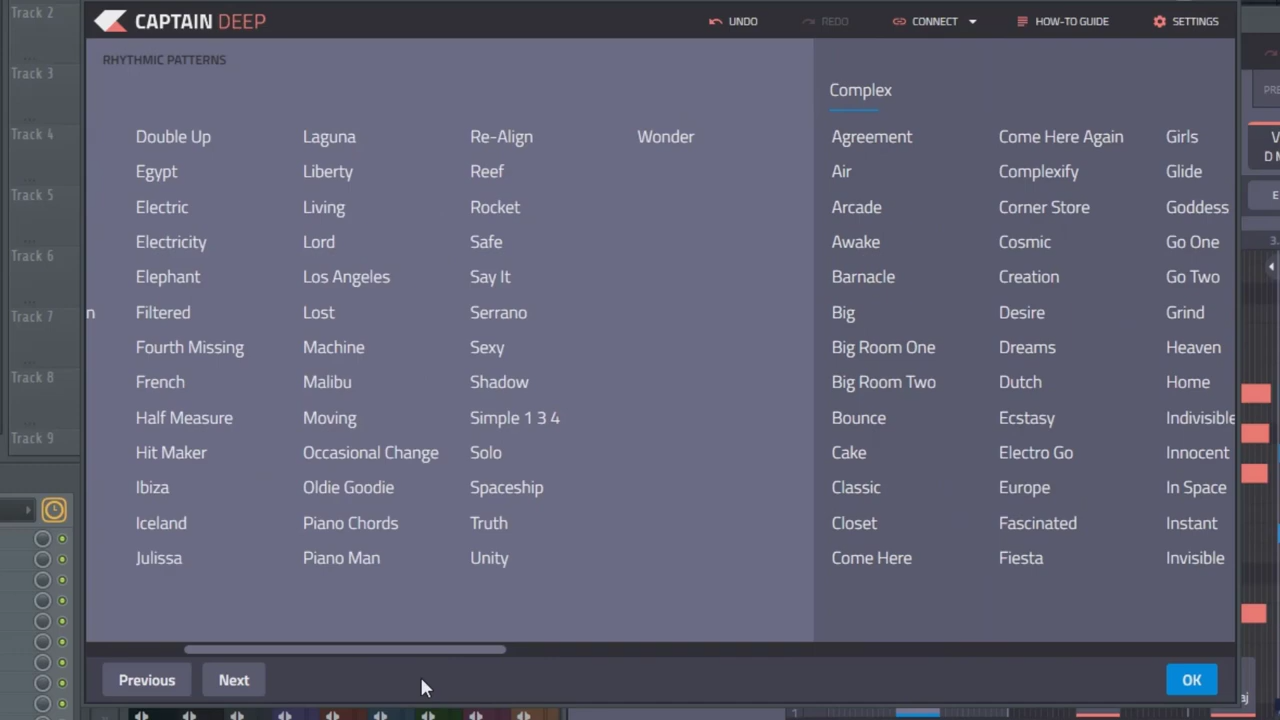 Track 2
Track 3
Track 4
Track 5
Track 6
Track 7
Track 8
Track 9
CAPTAIN DEEP
UNDO
REDO
CONNECT
HOW-TO GUIDE
SETTINGS
RHYTHMIC PATTERNS
Double Up
Egypt
Electric
Electricity
Elephant
Filtered
Fourth Missing
French
Half Measure
Hit Maker
Ibiza
Iceland
Julissa
Laguna
Liberty
Living
Lord
Los Angeles
Lost
Machine
Malibu
Moving
Occasional Change
Oldie Goodie
Piano Chords
Piano Man
Re-Align
Reef
Rocket
Safe
Say It
Serrano
Sexy
Shadow
Simple 1 3 4
Solo
Spaceship
Truth
Unity
Wonder
Complex
Agreement
Air
Arcade
Awake
Barnacle
Big
Big Room One
Big Room Two
Bounce
Cake
Classic
Closet
Come Here
Come Here Again
Complexify
Corner Store
Cosmic
Creation
Desire
Dreams
Dutch
Ecstasy
Electro Go
Europe
Fascinated
Fiesta
Girls
Glide
Goddess
Go One
Go Two
Grind
Heaven
Home
Indivisible
Innocent
In Space
Instant
Invisible
Previous
Next
OK